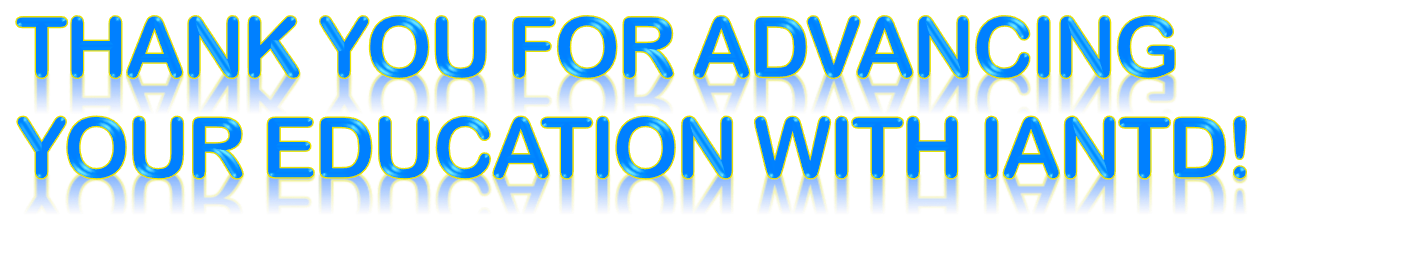 THANK YOU FOR ADVANCING
YOUR EDUCATION WITH IANTD!